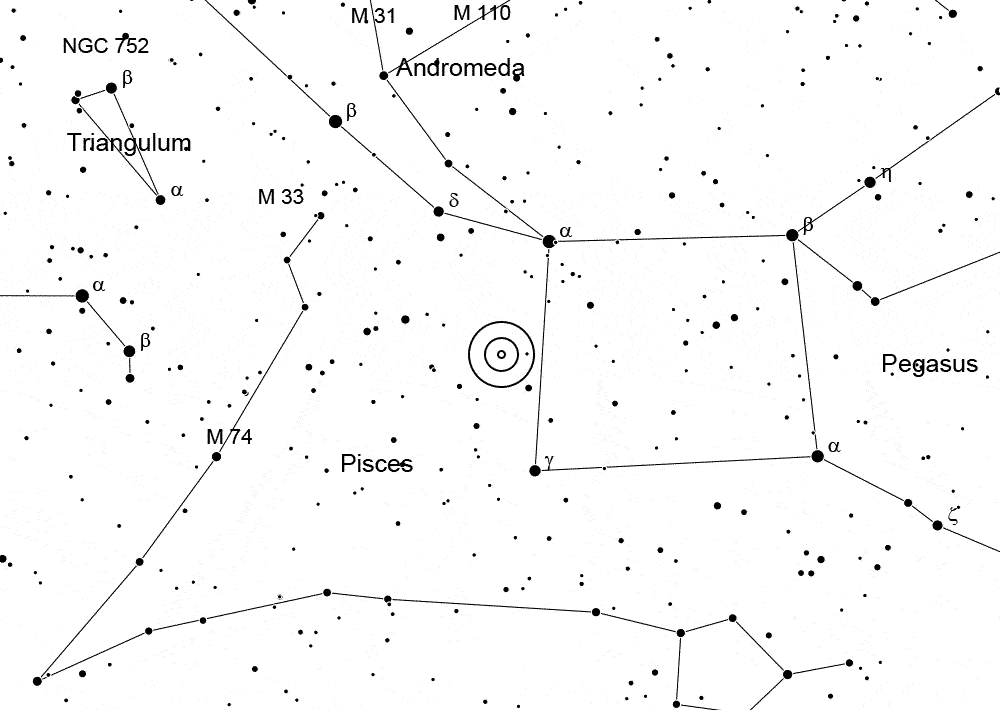 M 31
M 110
NGC 752
Andromeda
β
β
Triangulum
η
α
M 33
δ
α
β
α
β
Pegasus
M 74
α
Pisces
γ
ζ